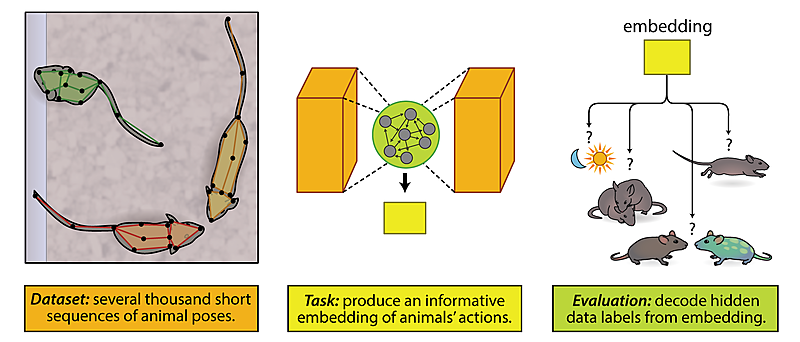 embedding
?
?
?
?
Dataset: several thousand short
sequences of animal poses.
Task: produce an informative
embedding of animals' actions.
Evaluation: decode hidden
data labels from embedding.